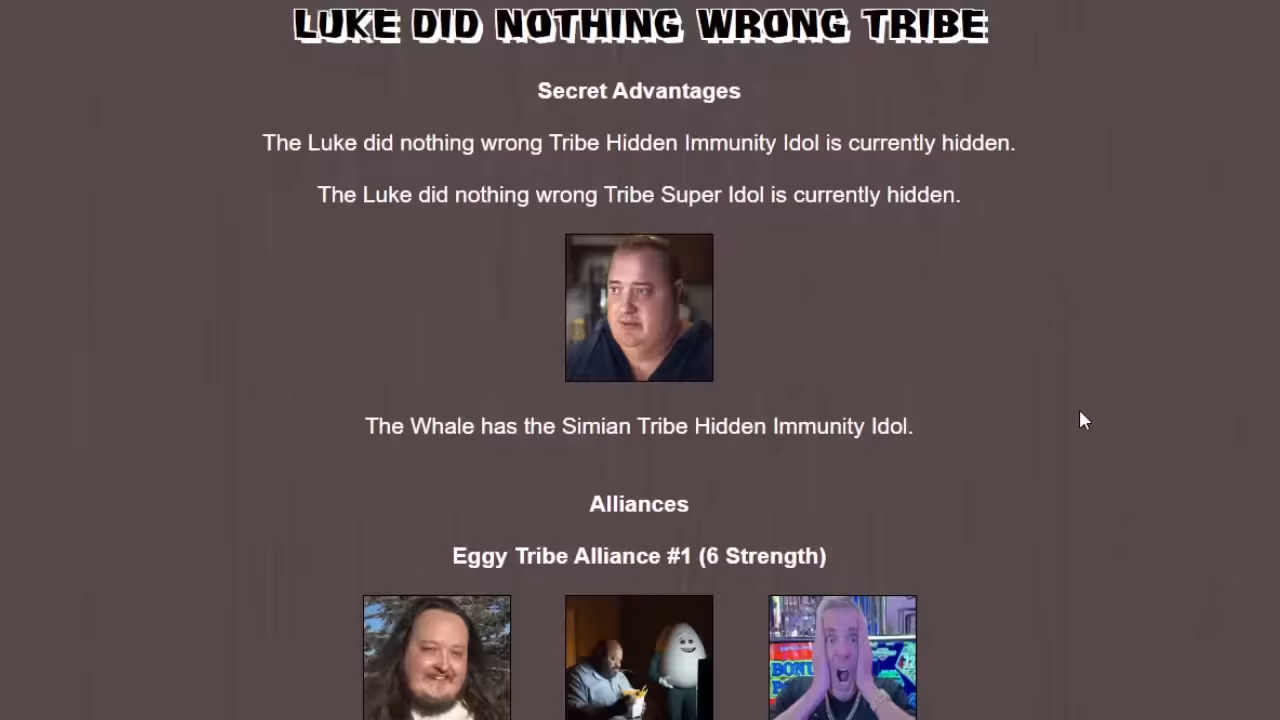 LUKE DID NOTHING WRONG TRIBE
Secret Advantages
The Luke did nothing wrong Tribe Hidden Immunity Idol is currently hidden.
The Luke did nothing wrong Tribe Super Idol is currently hidden.
The Whale has the Simian Tribe Hidden Immunity Idol.
Alliances
Eggy Tribe Alliance #1 (6 Strength)